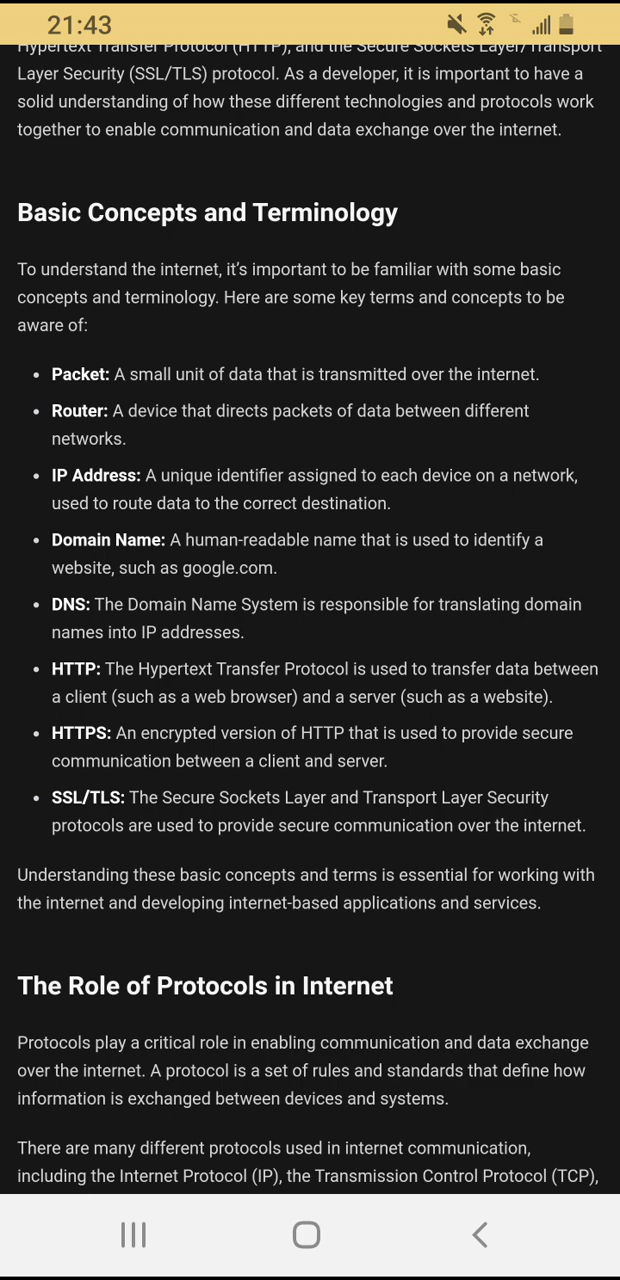 21:43
Hypertext Transfer Protocol (HTTP), and the Secure Sockets Layer/Transport
Layer Security (SSL/TLS) protocol. As a developer, it is important to have a
solid understanding of how these different technologies and protocols work
together to enable communication and data exchange over the internet.
Basic Concepts and Terminology
To understand the internet, it’s important to be familiar with some basic
concepts and terminology. Here are some key terms and concepts to be
aware of:
• Packet: A small unit of data that is transmitted over the internet.
• Router: A device that directs packets of data between different
networks.
• IP Address: A unique identifier assigned to each device on a network,
used to route data to the correct destination.
• Domain Name: A human-readable name that is used to identify a
website, such as google.com.
• DNS: The Domain Name System is responsible for translating domain
names into IP addresses.
• HTTP: The Hypertext Transfer Protocol is used to transfer data between
a client (such as a web browser) and a server (such as a website).
• HTTPS: An encrypted version of HTTP that is used to provide secure
communication between a client and server.
• SSL/TLS: The Secure Sockets Layer and Transport Layer Security
protocols are used to provide secure communication over the internet.
Understanding these basic concepts and terms is essential for working with
the internet and developing internet-based applications and services.
The Role of Protocols in Internet
Protocols play a critical role in enabling communication and data exchange
over the internet. A protocol is a set of rules and standards that define how
information is exchanged between devices and systems.
There are many different protocols used in internet communication,
including the Internet Protocol (IP), the Transmission Control Protocol (TCP),